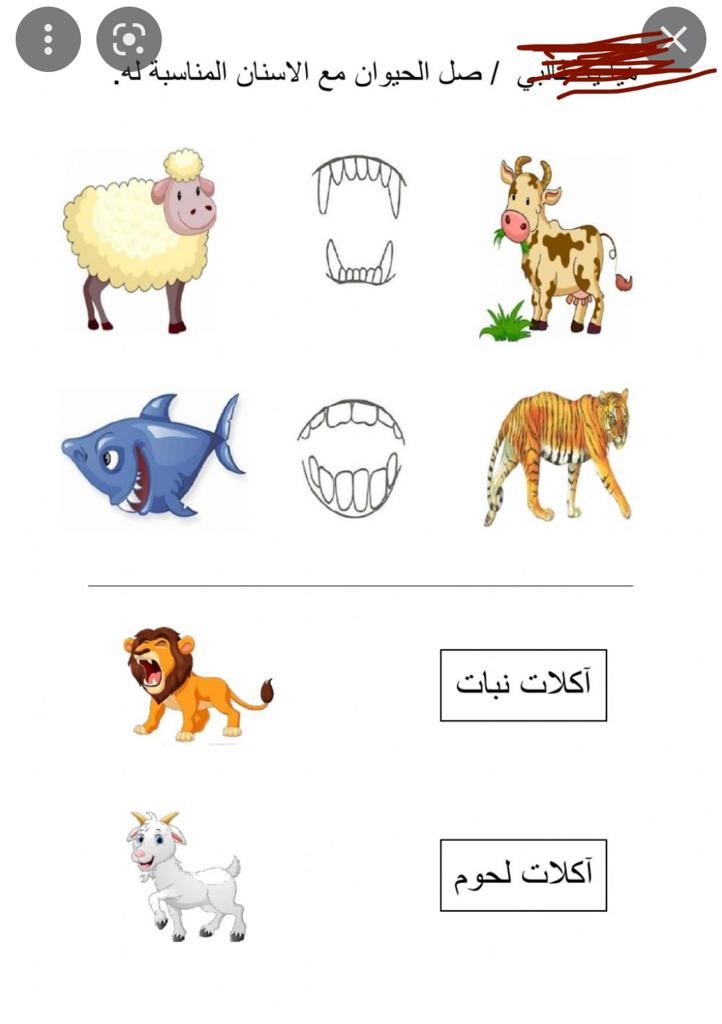 / صل الحيوان مع الاسنان المناسبة له.
آكلات نبات
آكلات لحوم